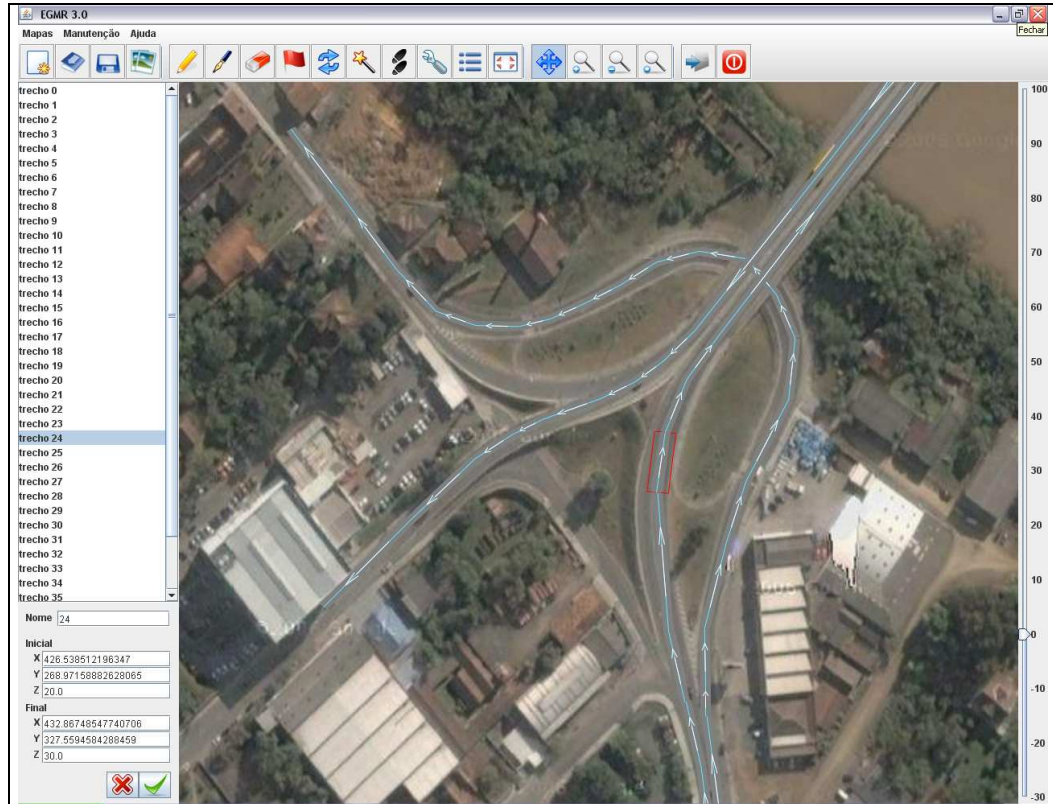 EGMR 3.0
Mapas Manutenção Ajuda
Fechar
trecho 0
trecho 1
trecho 2
trecho 3
trecho 4
trecho 5
trecho 6
trecho 7
trecho 8
trecho 9
trecho 10
trecho 11
trecho 12
trecho 13
trecho 14
trecho 15
trecho 16
trecho 17
trecho 18
trecho 19
trecho 20
trecho 21
trecho 22
trecho 23
trecho 24
trecho 25
trecho 26
trecho 27
trecho 28
trecho 29
trecho 30
trecho 31
trecho 32
trecho 33
trecho 34
trecho 35
Nome 24
Inicial
X 426.538512196347
Y 268.97158882628065
Z 20.0
Final
X 432.86748547740706
Y 327.5594584288459
Z 30.0
100
90
80
70
60
50
40
30
20
10
0
-10
-20
-30